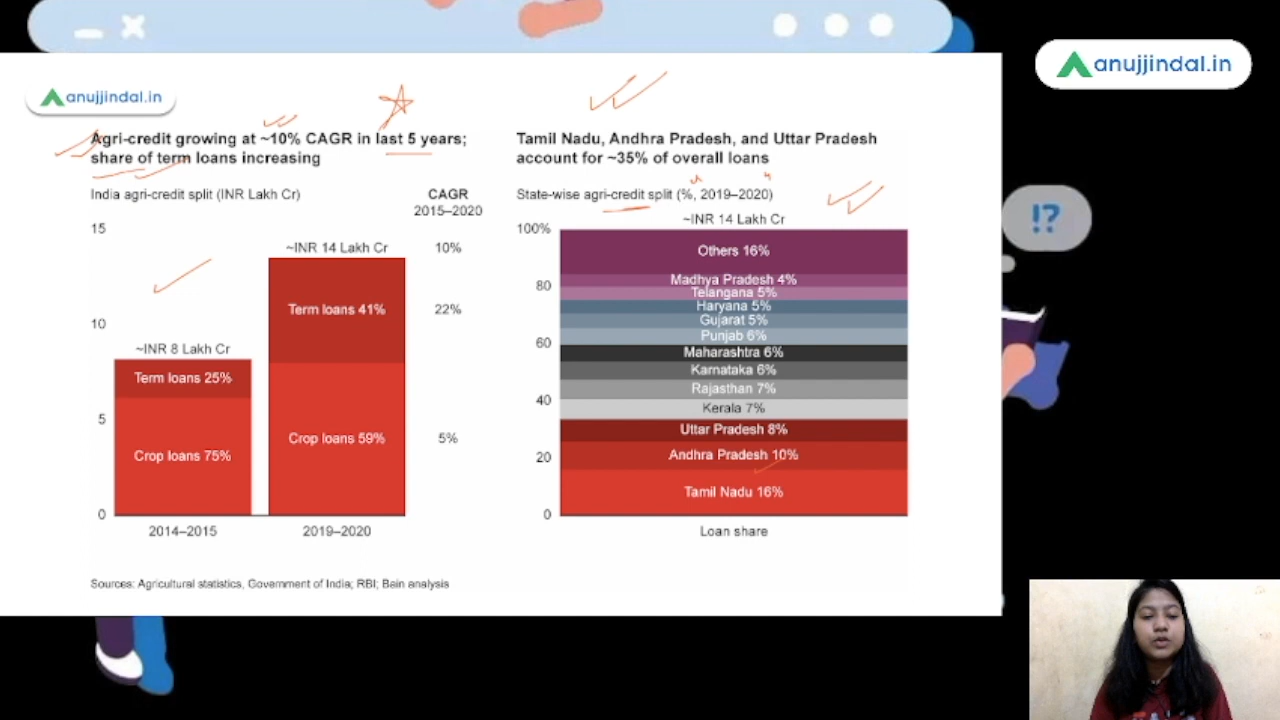 anujjindal.in
anujjindal.in
Agri-credit growing at ~10% CAGR in last 5 years;
share of term loans increasing
India agri-credit split (INR Lakh Cr)
CAGR
2015–2020
15
10
5
0
~INR 8 Lakh Cr
Term loans 25%
Crop loans 75%
2014–2015
~INR 14 Lakh Cr
Term loans 41%
Crop loans 59%
2019–2020
10%
22%
5%
Tamil Nadu, Andhra Pradesh, and Uttar Pradesh
account for ~35% of overall loans
State-wise agri-credit split (%, 2019–2020)
~INR 14 Lakh Cr
100%
80
60
40
20
0
Others 16%
Madhya Pradesh 4%
Telangana 5%
Haryana 5%
Gujarat 5%
Punjab 6%
Maharashtra 6%
Karnataka 6%
Rajasthan 7%
Kerala 7%
Uttar Pradesh 8%
Andhra Pradesh 10%
Tamil Nadu 16%
Loan share
Sources: Agricultural statistics, Government of India; RBI; Bain analysis
!?